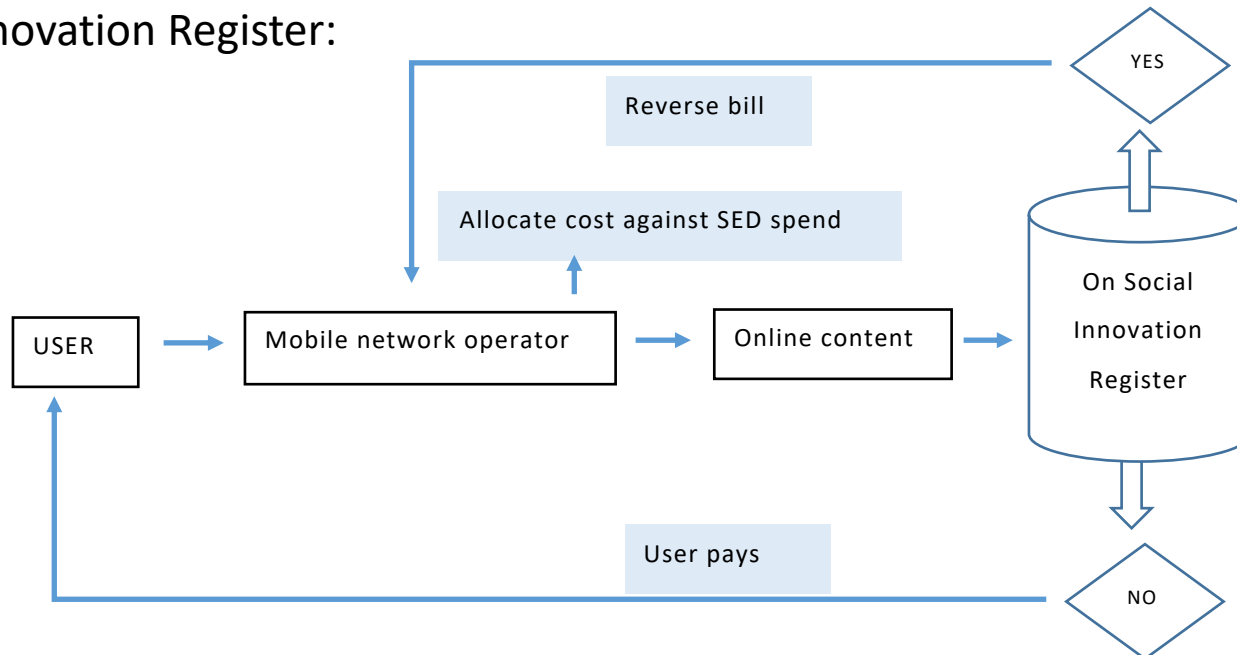 novation Register:
YES
Reverse bill
Allocate cost against SED spend
On Social
Innovation
Register
USER
Mobile network operator
Online content
User pays
NO